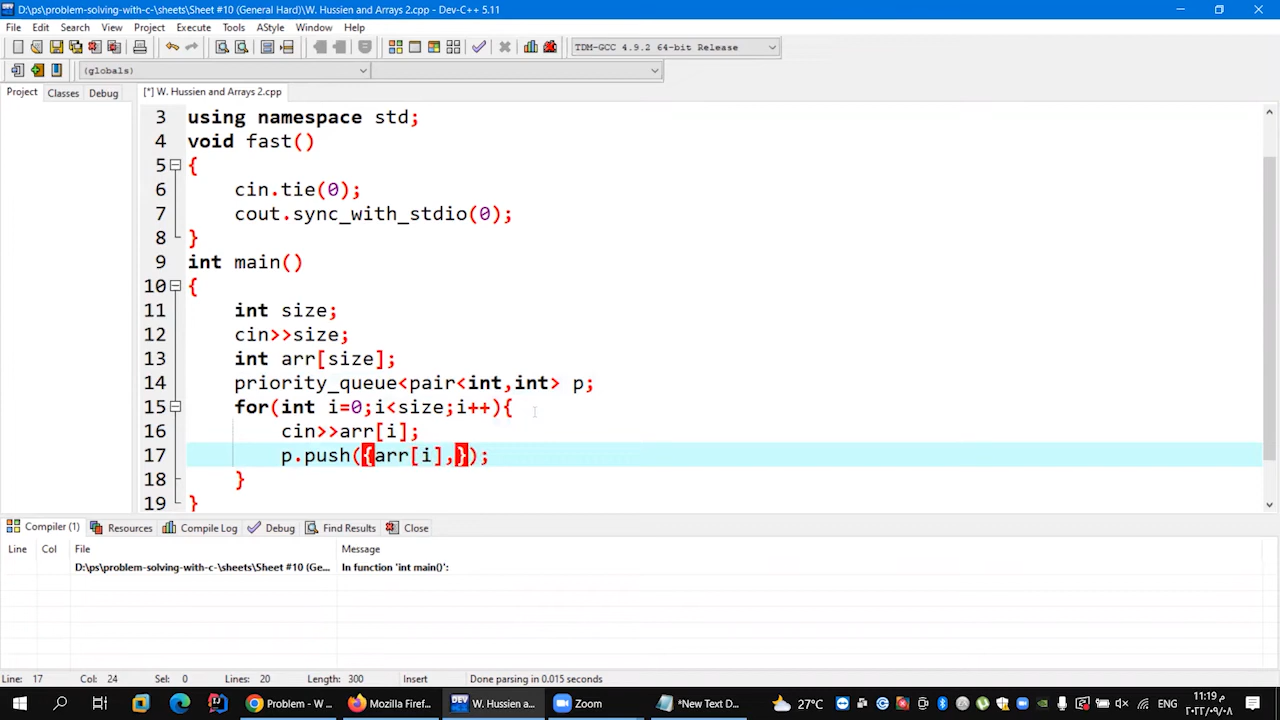 D:\ps\problem-solving-with-c-\sheets\Sheet #10 (General Hard)\W. Hussien and Arrays 2.cpp - Dev-C++ 5.11
File Edit Search View Project Execute Tools AStyle Window Help
TDM-GCC 4.9.2 64-bit Release
(globals)
Project Classes Debug
[*] W. Hussien and Arrays 2.cpp
3 using namespace std;
4 void fast()
5 {
6 cin.tie(0);
7 cout.sync_with_stdio(0);
8 }
9 int main()
10 {
11 int size;
12 cin>>size;
13 int arr[size];
14 priority_queue<pair<int,int> p;
15 for(int i=0;i<size;i++){
16 cin>>arr[i];
17 p.push({arr[i],});
18 }
19 }
Compiler (1) Resources Compile Log Debug Find Results Close
Line Col File Message
D:\ps\problem-solving-with-c-\sheets\Sheet #10 (Ge... In function 'int main()':
Line: 17 Col: 24 Sel: 0 Lines: 20 Length: 300 Insert Done parsing in 0.015 seconds
Problem - W ... Mozilla Firef... W. Hussien an... Zoom *New Text D... 27°C
11:19 م
٢٠٢٢/٠٩/٠٨